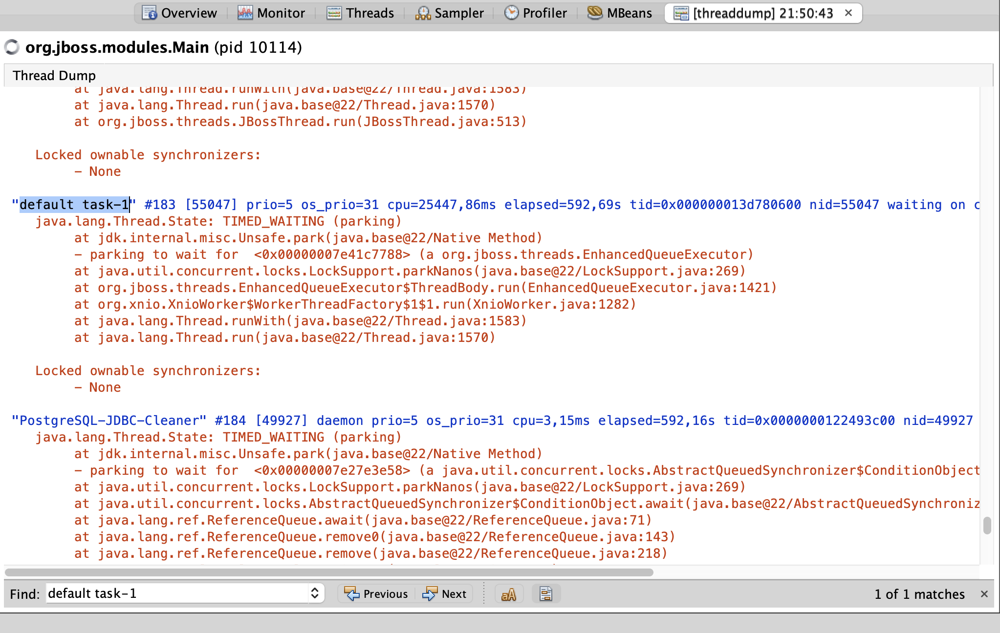 Overview Monitor Threads Sampler Profiler MBeans [threaddump] 21:50:43 ×
org.jboss.modules.Main (pid 10114)
Thread Dump
at java.lang.Thread.runWith(java.base@22/Thread.java:1583)
at java.lang.Thread.run(java.base@22/Thread.java:1570)
at org.jboss.threads.JBossThread.run(JBossThread.java:513)
Locked ownable synchronizers:
- None
"default task-1" #183 [55047] prio=5 os_prio=31 cpu=25447,86ms elapsed=592,69s tid=0x000000013d780600 nid=55047 waiting on c
java.lang.Thread.State: TIMED_WAITING (parking)
at jdk.internal.misc.Unsafe.park(java.base@22/Native Method)
- parking to wait for  <0x00000007e41c7788> (a org.jboss.threads.EnhancedQueueExecutor)
at java.util.concurrent.locks.LockSupport.parkNanos(java.base@22/LockSupport.java:269)
at org.jboss.threads.EnhancedQueueExecutor$ThreadBody.run(EnhancedQueueExecutor.java:1421)
at org.xnio.XnioWorker$WorkerThreadFactory$1$1.run(XnioWorker.java:1282)
at java.lang.Thread.runWith(java.base@22/Thread.java:1583)
at java.lang.Thread.run(java.base@22/Thread.java:1570)
Locked ownable synchronizers:
- None
"PostgreSQL-JDBC-Cleaner" #184 [49927] daemon prio=5 os_prio=31 cpu=3,15ms elapsed=592,16s tid=0x0000000122493c00 nid=49927
java.lang.Thread.State: TIMED_WAITING (parking)
at jdk.internal.misc.Unsafe.park(java.base@22/Native Method)
- parking to wait for  <0x00000007e27e3e58> (a java.util.concurrent.locks.AbstractQueuedSynchronizer$ConditionObject
at java.util.concurrent.locks.LockSupport.parkNanos(java.base@22/LockSupport.java:269)
at java.util.concurrent.locks.AbstractQueuedSynchronizer$ConditionObject.await(java.base@22/AbstractQueuedSynchroniz
at java.lang.ref.ReferenceQueue.await(java.base@22/ReferenceQueue.java:71)
at java.lang.ref.ReferenceQueue.remove0(java.base@22/ReferenceQueue.java:143)
at java.lang.ref.ReferenceQueue.remove(java.base@22/ReferenceQueue.java:218)
Find: default task-1 Previous Next aA 1 of 1 matches ×